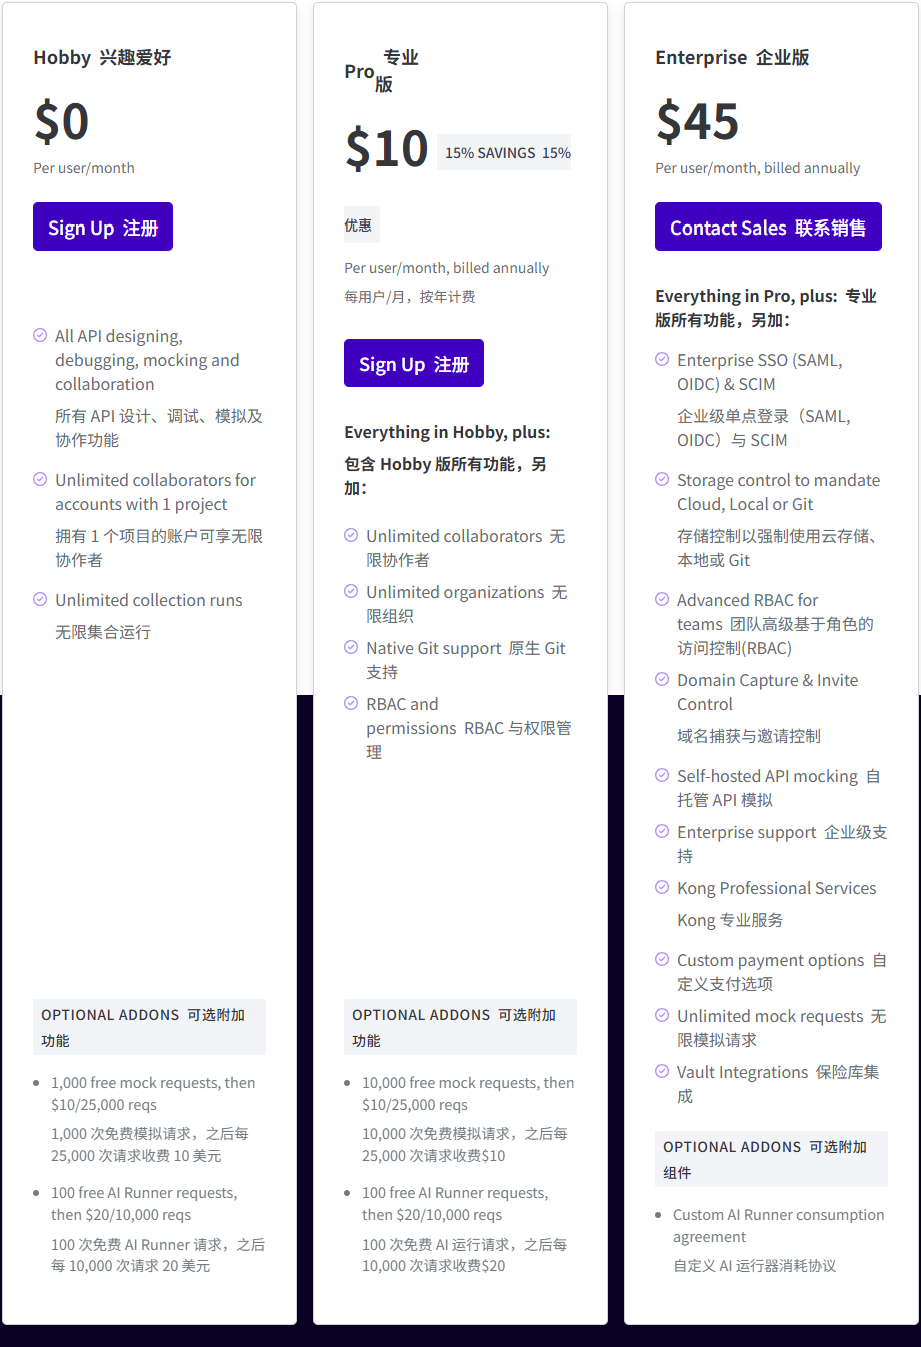 Hobby 兴趣爱好
$0
Per user/month
Sign Up 注册
All API designing,
debugging, mocking and
collaboration
所有 API 设计、调试、模拟及
协作功能
Unlimited collaborators for
accounts with 1 project
拥有 1 个项目的账户可享无限
协作者
Unlimited collection runs
无限集合运行
OPTIONAL ADDONS 可选附加
功能
1,000 free mock requests, then
$10/25,000 reqs
1,000 次免费模拟请求，之后每
25,000 次请求收费 10 美元
100 free AI Runner requests,
then $20/10,000 reqs
100 次免费 AI Runner 请求，之后
每 10,000 次请求 20 美元
Pro 专业
版
$10 15% SAVINGS 15%
优惠
Per user/month, billed annually
每用户/月，按年计费
Sign Up 注册
Everything in Hobby, plus:
包含 Hobby 版所有功能，另
加：
Unlimited collaborators 无
限协作者
Unlimited organizations 无
限组织
Native Git support 原生 Git
支持
RBAC and
permissions RBAC 与权限管
理
OPTIONAL ADDONS 可选附加
功能
10,000 free mock requests, then
$10/25,000 reqs
10,000 次免费模拟请求，之后每
25,000 次请求收费$10
100 free AI Runner requests,
then $20/10,000 reqs
100 次免费 AI 运行请求，之后每
10,000 次请求收费$20
Enterprise 企业版
$45
Per user/month, billed annually
Contact Sales 联系销售
Everything in Pro, plus: 专业
版所有功能，另加：
Enterprise SSO (SAML,
OIDC) & SCIM
企业级单点登录（SAML,
OIDC）与 SCIM
Storage control to mandate
Cloud, Local or Git
存储控制以强制使用云存储、
本地或 Git
Advanced RBAC for
teams 团队高级基于角色的
访问控制(RBAC)
Domain Capture & Invite
Control
域名捕获与邀请控制
Self-hosted API mocking 自
托管 API 模拟
Enterprise support 企业级支
持
Kong Professional Services
Kong 专业服务
Custom payment options 自
定义支付选项
Unlimited mock requests 无
限模拟请求
Vault Integrations 保险库集
成
OPTIONAL ADDONS 可选附加
组件
Custom AI Runner consumption
agreement
自定义 AI 运行器消耗协议